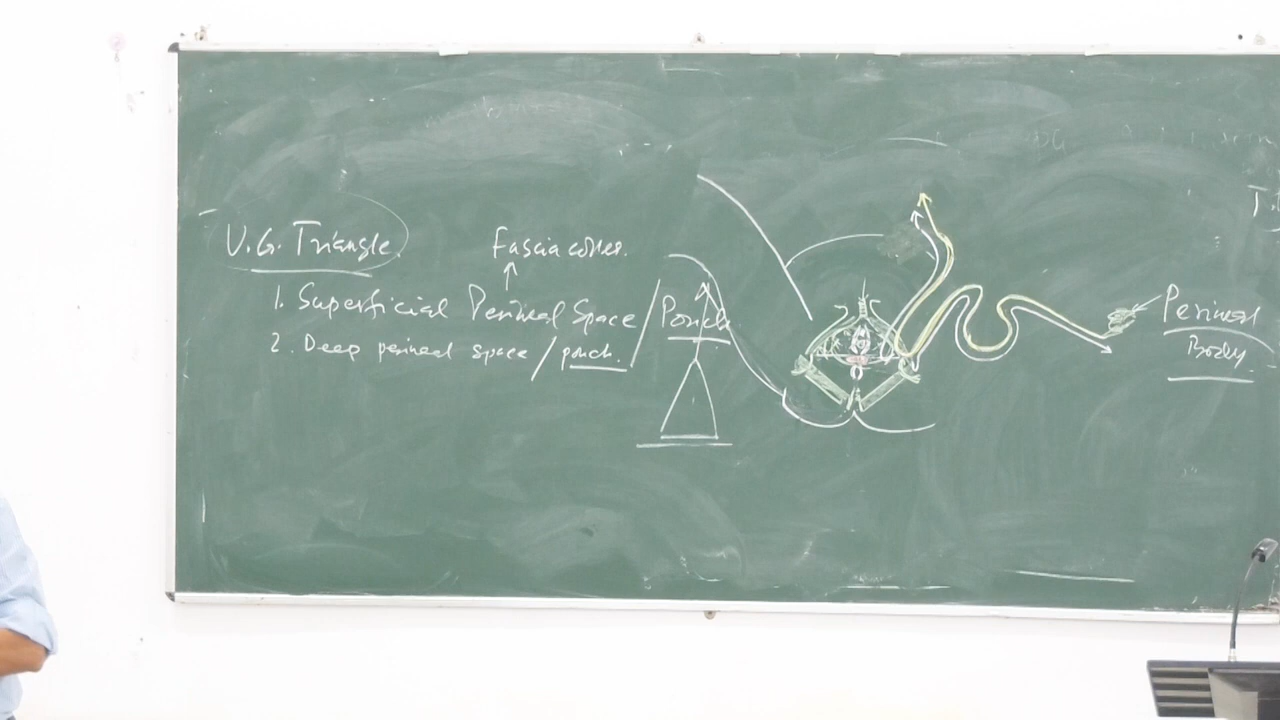 U.G. Triangle
Fascia colles.
1. Superficial Perineal Space / Pouch
2. Deep perineal space / pouch.
Perineal
Body